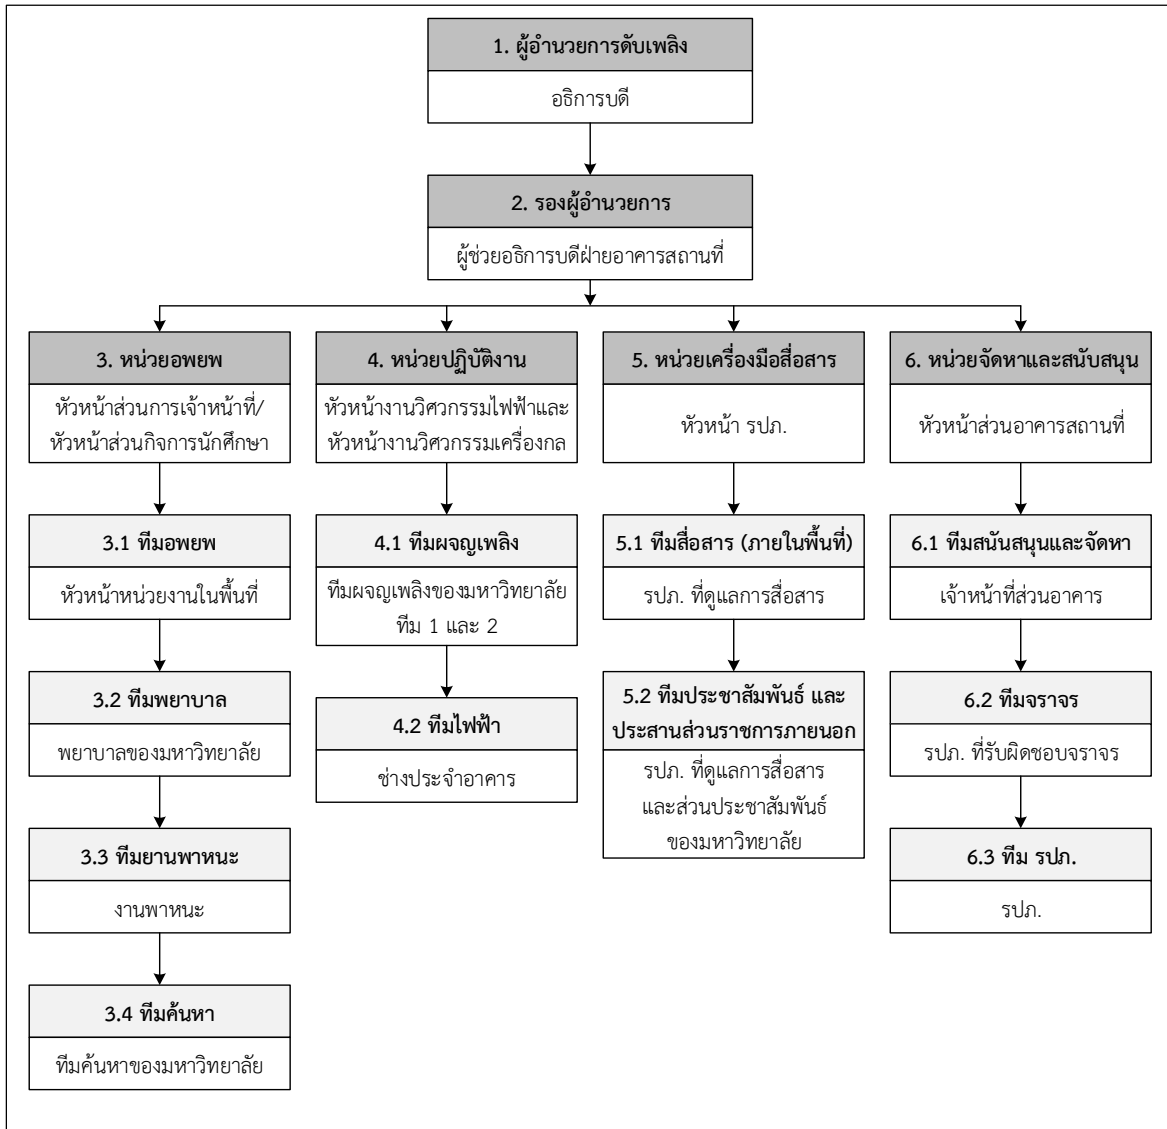 1. ผู้อำนวยการดับเพลิง
อธิการบดี
2. รองผู้อำนวยการ
ผู้ช่วยอธิการบดีฝ่ายอาคารสถานที่
3. หน่วยอพยพ
หัวหน้าส่วนการเจ้าหน้าที่/
หัวหน้าส่วนกิจการนักศึกษา
3.1 ทีมอพยพ
หัวหน้าหน่วยงานในพื้นที่
3.2 ทีมพยาบาล
พยาบาลของมหาวิทยาลัย
3.3 ทีมยานพาหนะ
งานพาหนะ
3.4 ทีมค้นหา
ทีมค้นหาของมหาวิทยาลัย
4. หน่วยปฏิบัติงาน
หัวหน้างานวิศวกรรมไฟฟ้าและ
หัวหน้างานวิศวกรรมเครื่องกล
4.1 ทีมผจญเพลิง
ทีมผจญเพลิงของมหาวิทยาลัย
ทีม 1 และ 2
4.2 ทีมไฟฟ้า
ช่างประจำอาคาร
5. หน่วยเครื่องมือสื่อสาร
หัวหน้า รปภ.
5.1 ทีมสื่อสาร (ภายในพื้นที่)
รปภ. ที่ดูแลการสื่อสาร
5.2 ทีมประชาสัมพันธ์ และ
ประสานส่วนราชการภายนอก
รปภ. ที่ดูแลการสื่อสาร
และส่วนประชาสัมพันธ์
ของมหาวิทยาลัย
6. หน่วยจัดหาและสนับสนุน
หัวหน้าส่วนอาคารสถานที่
6.1 ทีมสนันสนุนและจัดหา
เจ้าหน้าที่ส่วนอาคาร
6.2 ทีมจราจร
รปภ. ที่รับผิดชอบจราจร
6.3 ทีม รปภ.
รปภ.